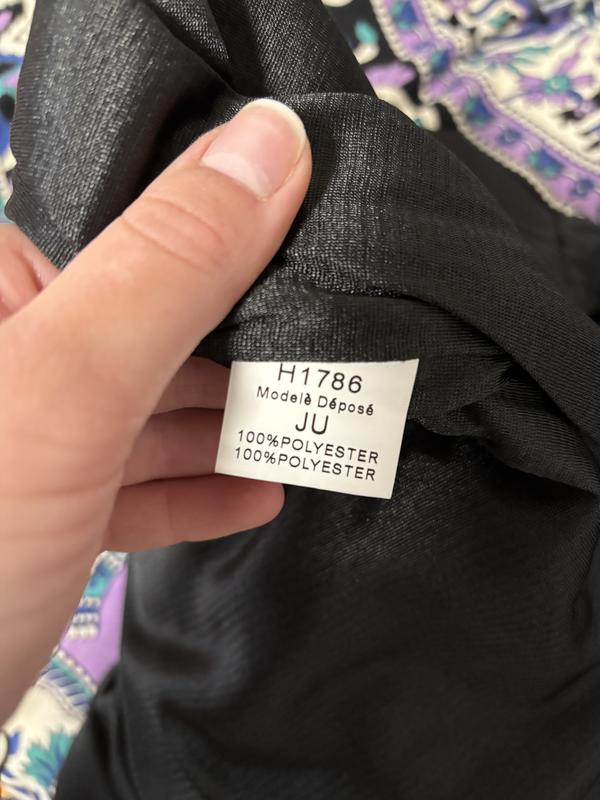 H1786
Modelè Déposé
JU
100%POLYESTER
100%POLYESTER